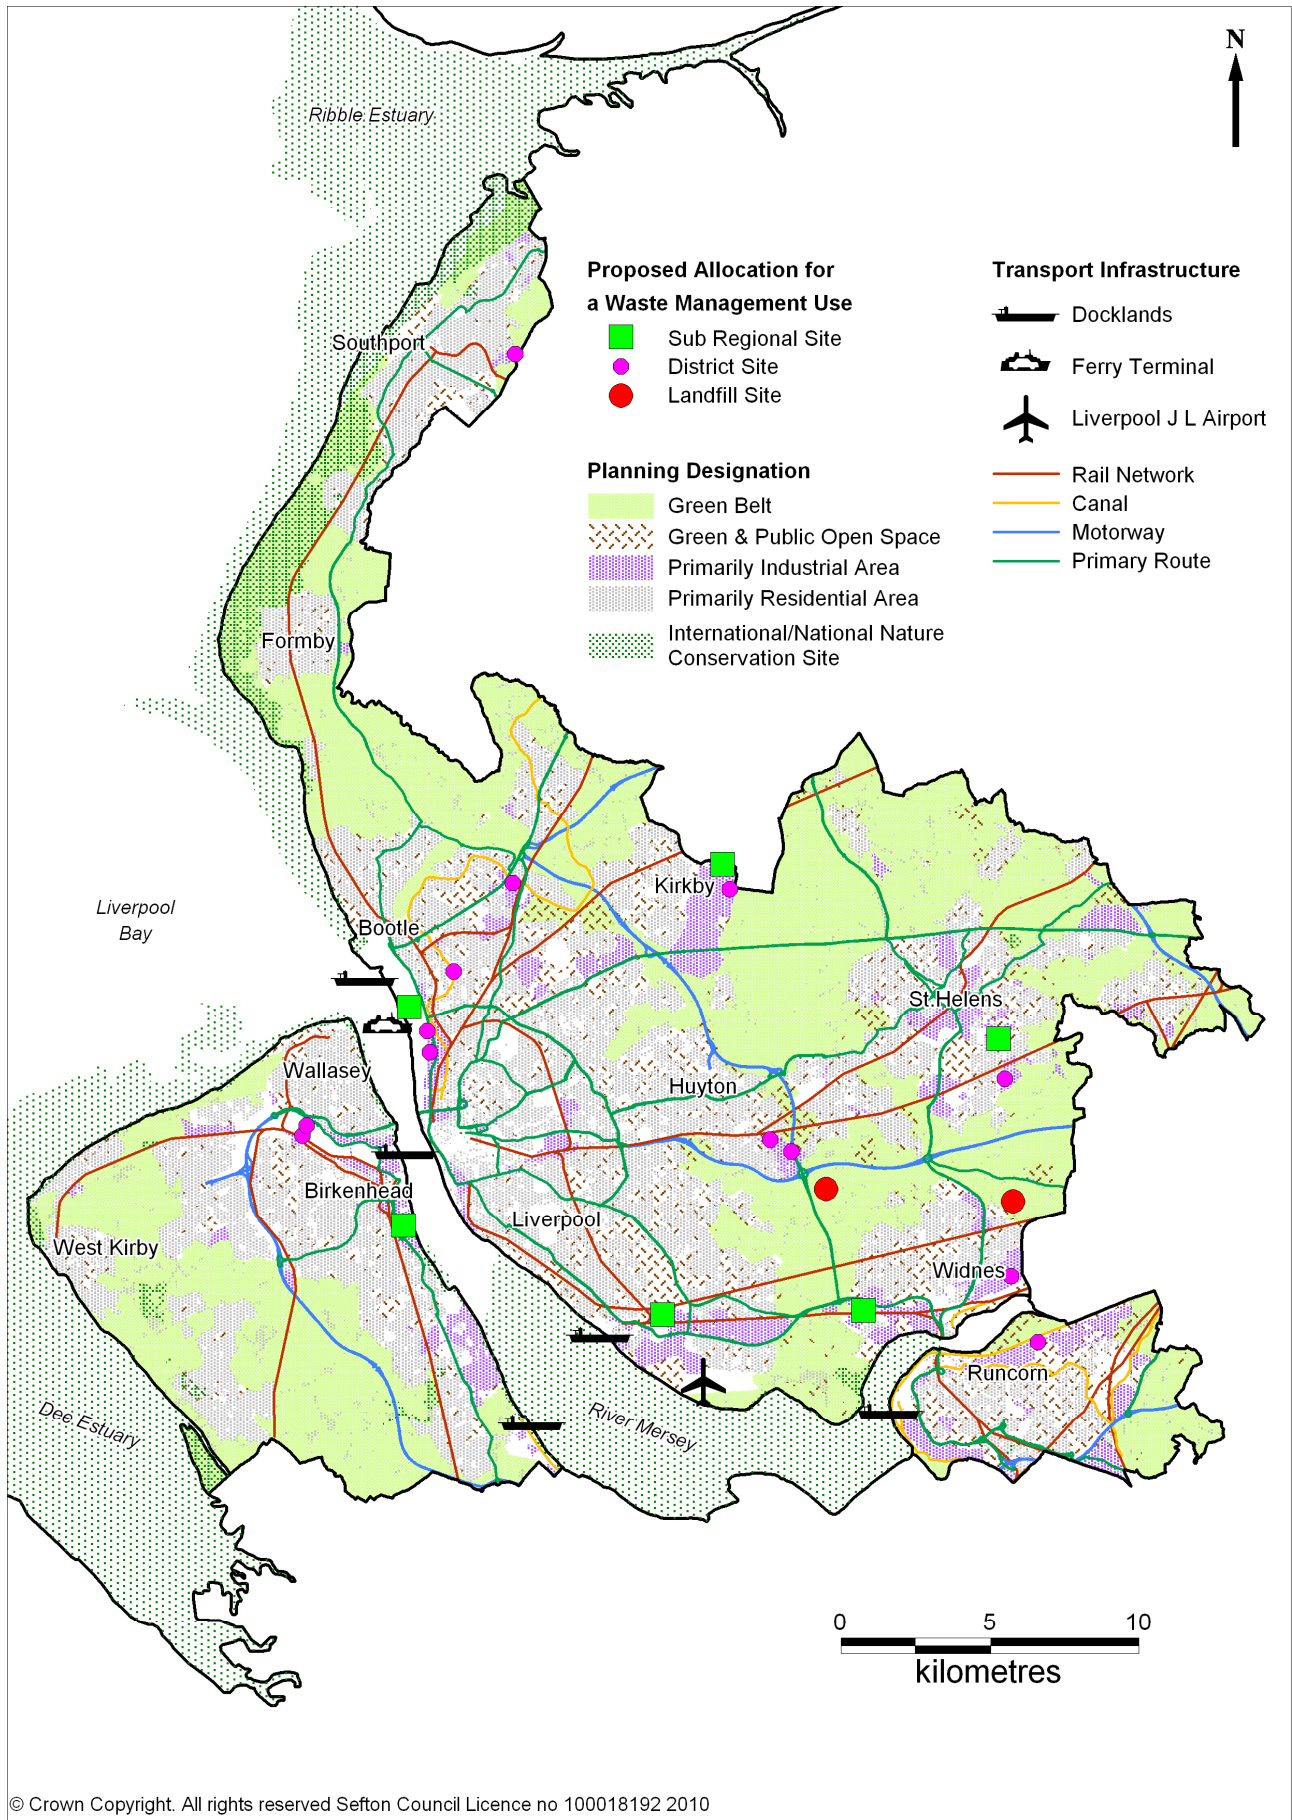 N
Ribble Estuary
Proposed Allocation for
a Waste Management Use
Sub Regional Site
District Site
Landfill Site
Transport Infrastructure
Docklands
Ferry Terminal
Liverpool J L Airport
Rail Network
Canal
Motorway
Primary Route
Planning Designation
Green Belt
Green & Public Open Space
Primarily Industrial Area
Primarily Residential Area
International/National Nature
Conservation Site
Southport
Formby
Liverpool
Bay
Kirkby
Bootle
St Helens
Wallasey
Huyton
Birkenhead
Liverpool
West Kirby
Widnes
Runcorn
Dee Estuary
River Mersey
0 5 10
kilometres
© Crown Copyright. All rights reserved Sefton Council Licence no 100018192 2010